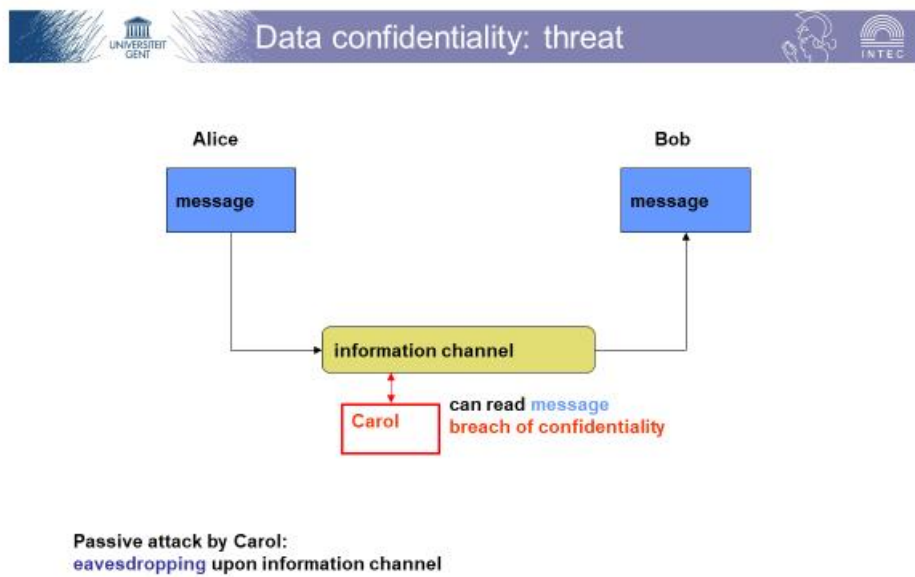 UNIVERSITEIT
GENT
Data confidentiality: threat
INTEC
Alice
Bob
message
message
information channel
Carol
can read message
breach of confidentiality
Passive attack by Carol:
eavesdropping upon information channel